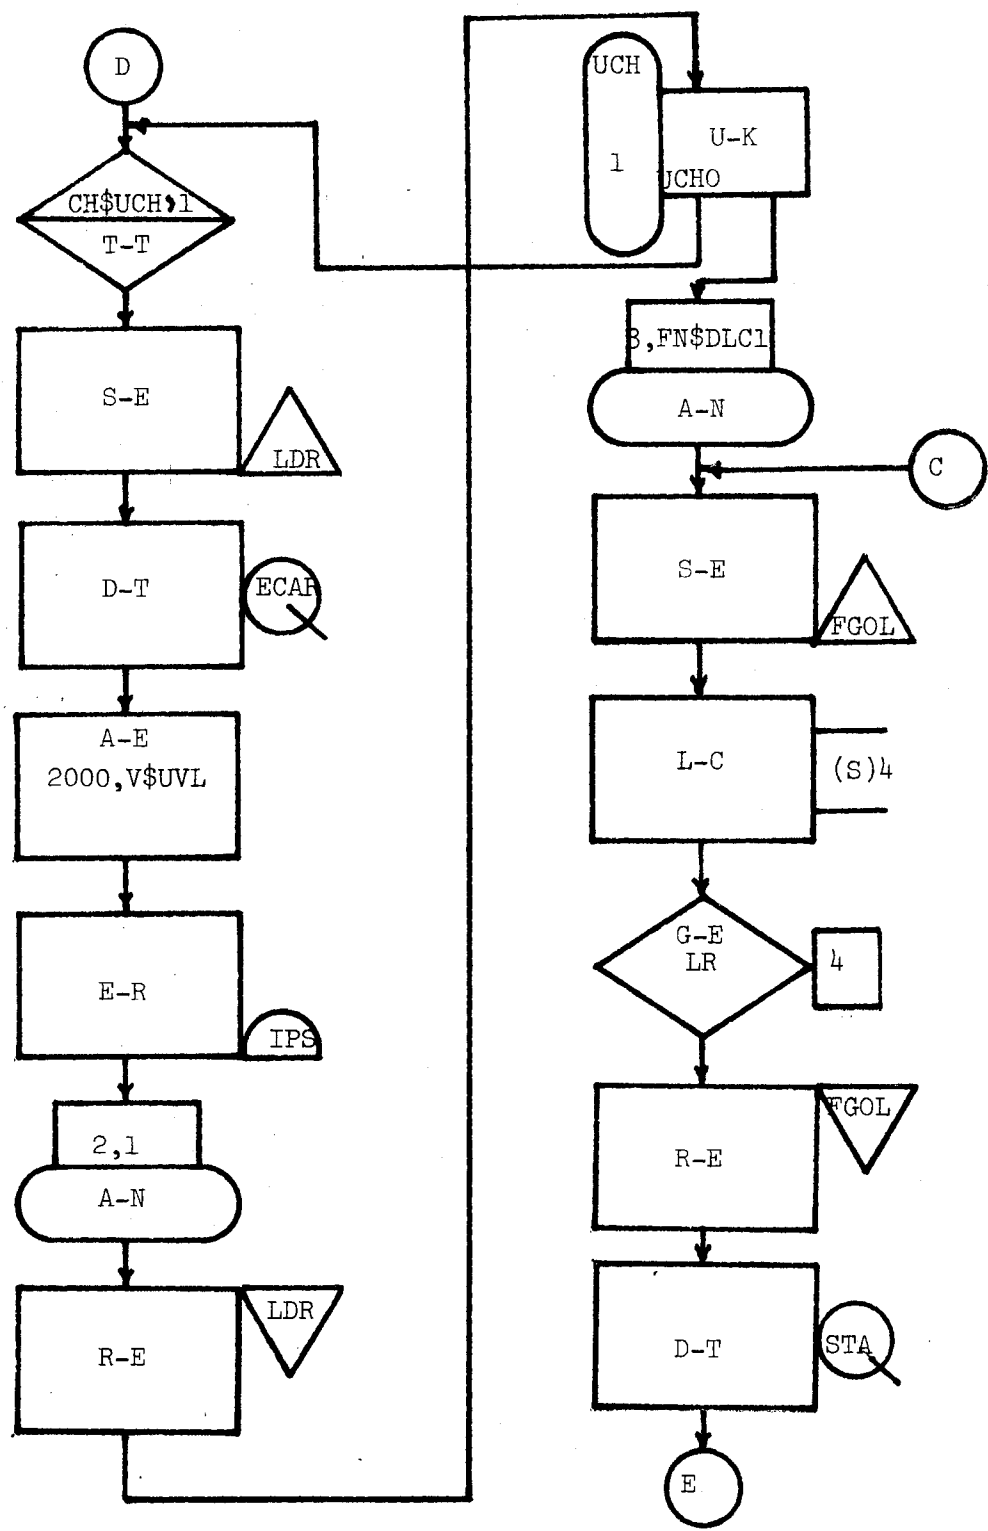 D
CH$UCH,1
T-T
S-E
LDR
D-T
ECAR
A-E
2000,V$UVL
E-R
IPS
2,1
A-N
R-E
LDR
UCH
1
U-K
UCHO
3,FN$DLC1
A-N
C
S-E
FGOL
L-C
(S)4
G-E
LR
4
R-E
FGOL
D-T
STA
E